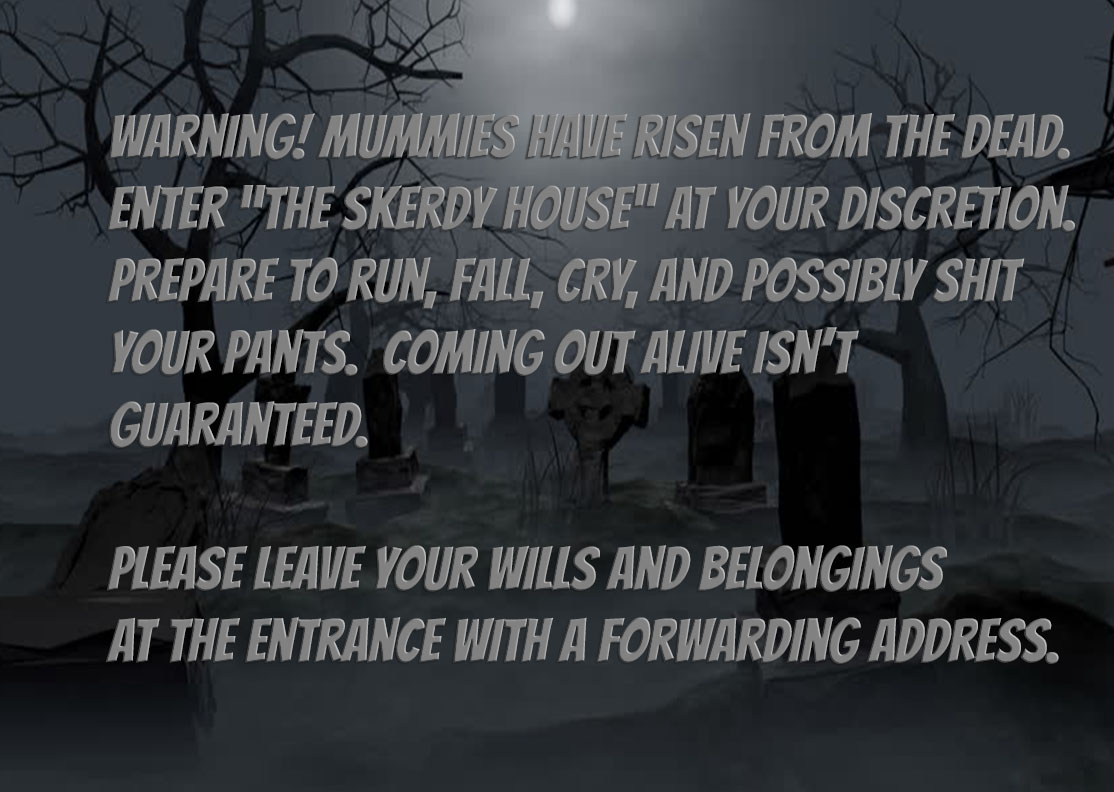 WARNING! MUMMIES HAVE RISEN FROM THE DEAD.
ENTER "THE SKERDY HOUSE" AT YOUR DISCRETION.
PREPARE TO RUN, FALL, CRY, AND POSSIBLY SHIT
YOUR PANTS. COMING OUT ALIVE ISN'T
GUARANTEED.
PLEASE LEAVE YOUR WILLS AND BELONGINGS
AT THE ENTRANCE WITH A FORWARDING ADDRESS.